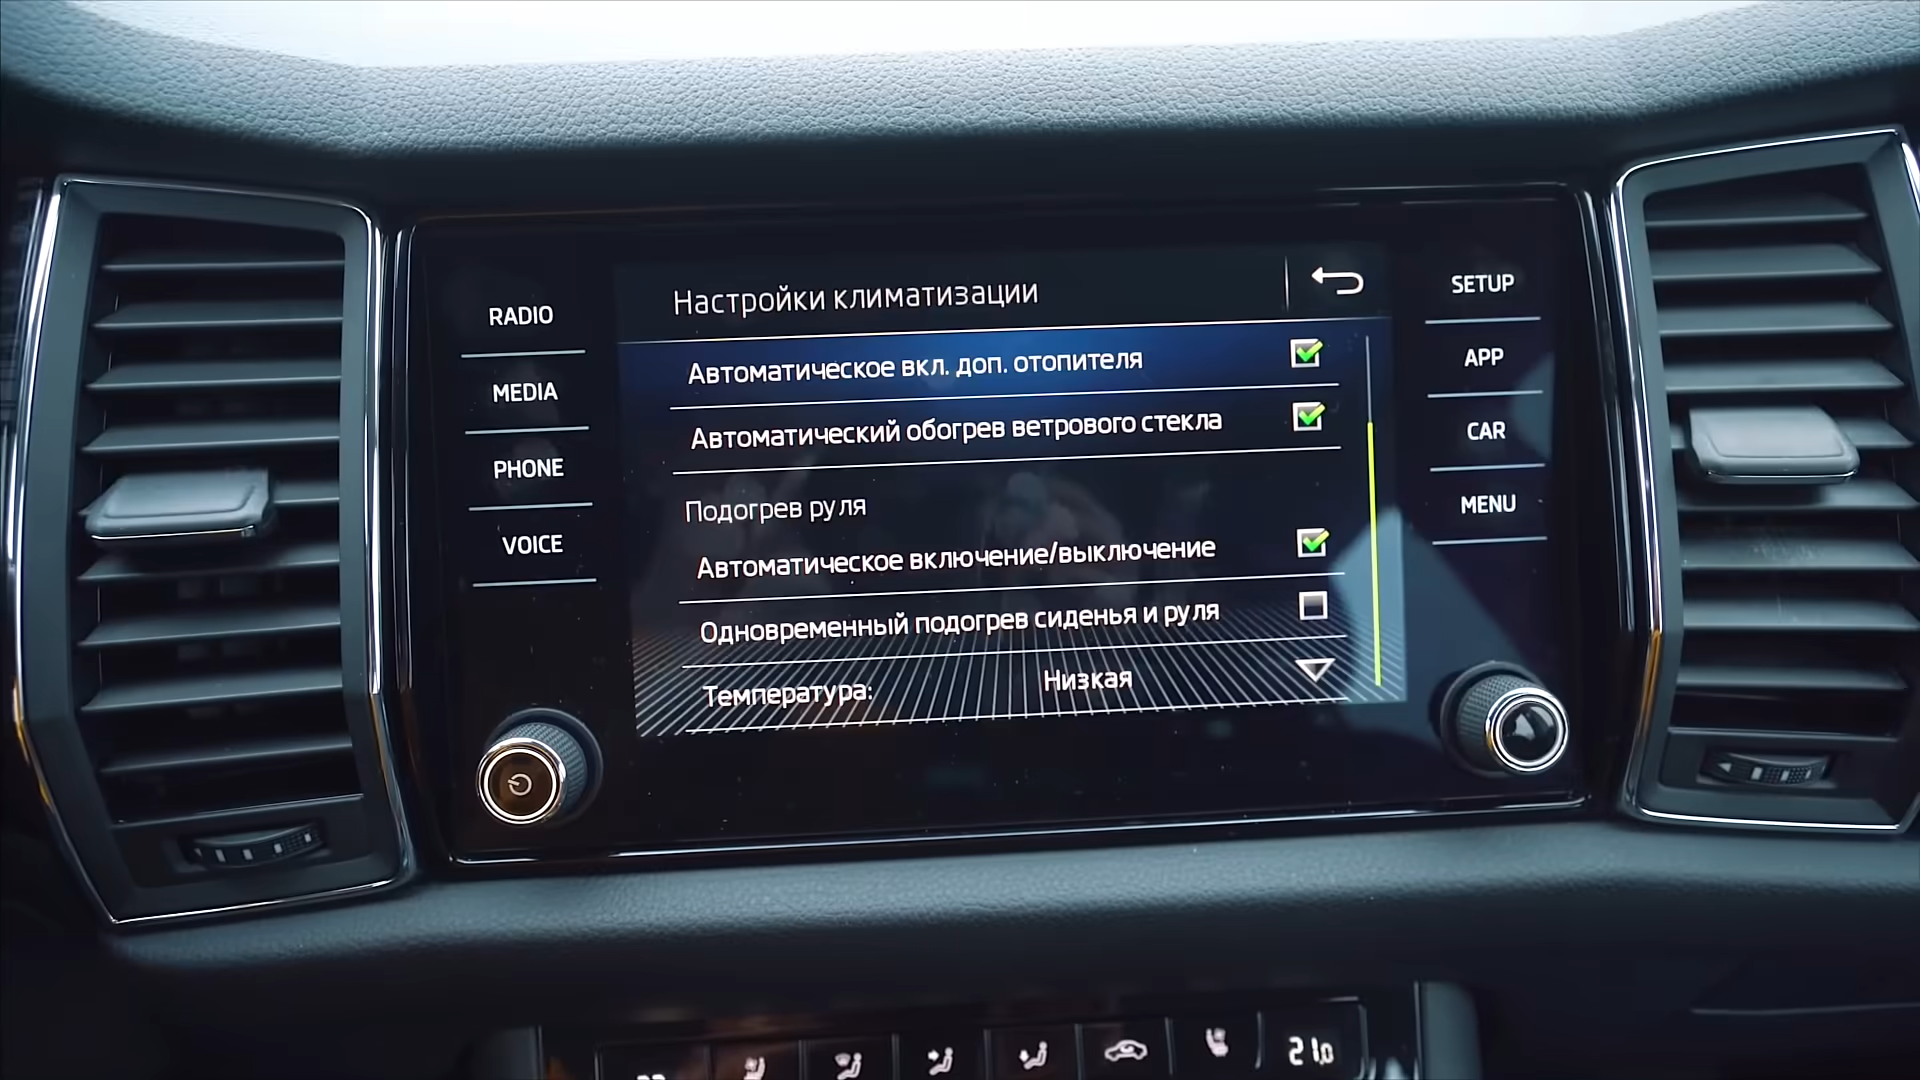 RADIO
MEDIA
PHONE
VOICE
Настройки климатизации
Автоматическое вкл. доп. отопителя
Автоматический обогрев ветрового стекла
Подогрев руля
Автоматическое включение/выключение
Одновременный подогрев сиденья и руля
Температура: Низкая
SETUP
APP
CAR
MENU
21,0